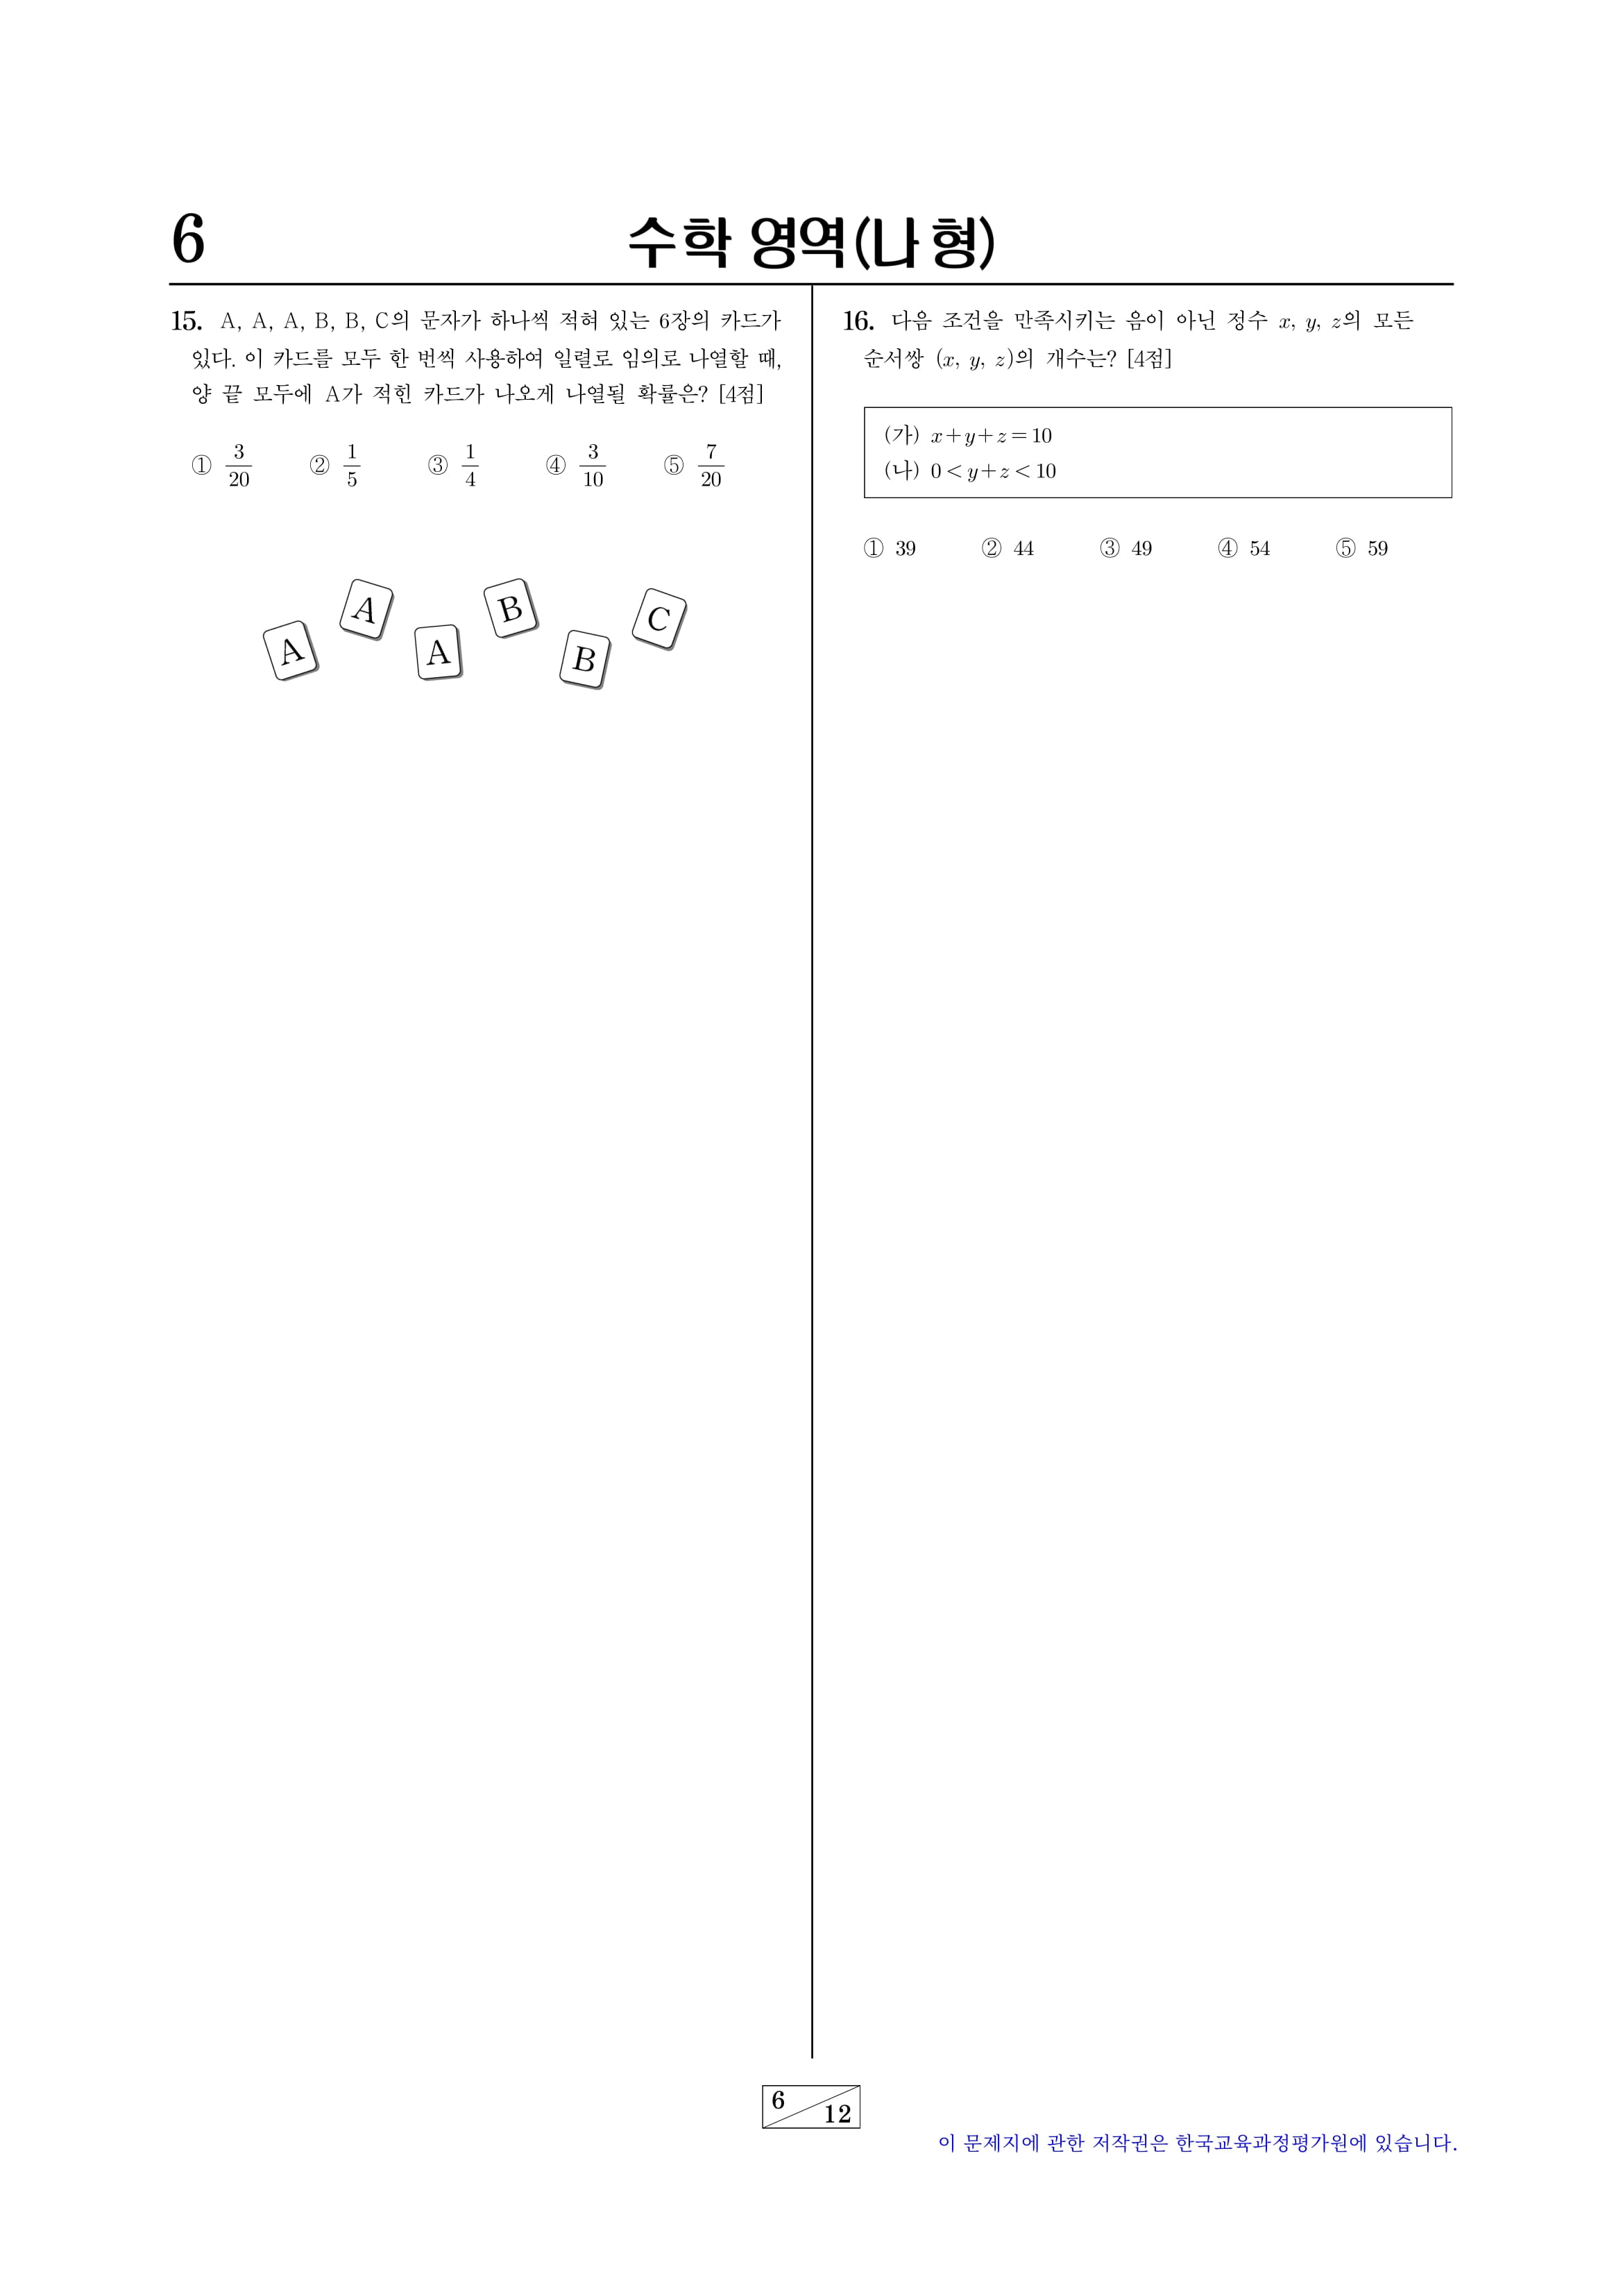 6
수학 영역(나 형)
15. A, A, A, B, B, C의 문자가 하나씩 적혀 있는 6장의 카드가
있다. 이 카드를 모두 한 번씩 사용하여 일렬로 임의로 나열할 때,
양 끝 모두에 A가 적힌 카드가 나오게 나열될 확률은? [4점]
① 3/20 ② 1/5 ③ 1/4 ④ 3/10 ⑤ 7/20
A A A B B C
16. 다음 조건을 만족시키는 음이 아닌 정수 x, y, z의 모든
순서쌍 (x, y, z)의 개수는? [4점]
(가) x+y+z=10
(나) 0<y+z<10
① 39 ② 44 ③ 49 ④ 54 ⑤ 59
6 12
이 문제지에 관한 저작권은 한국교육과정평가원에 있습니다.